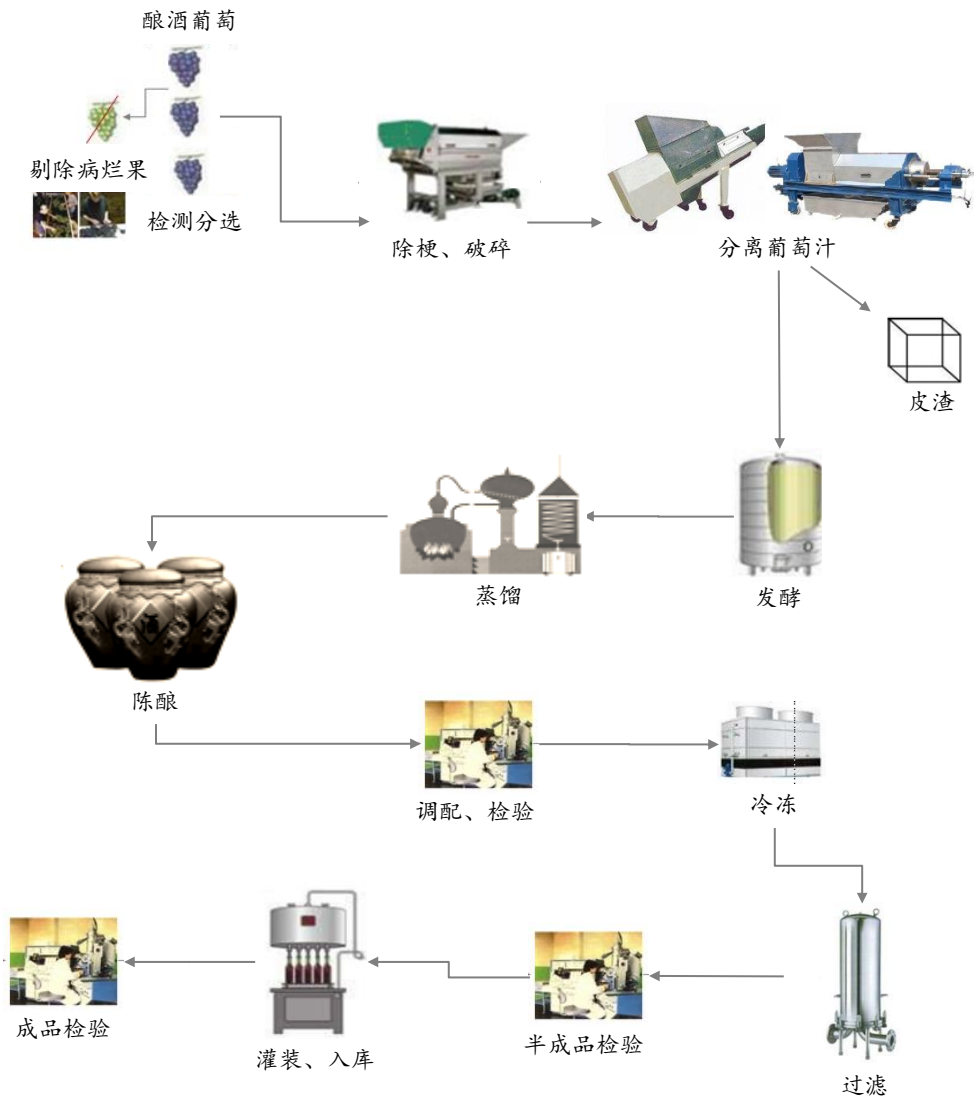 酿酒葡萄
剔除病烂果
检测分选
除梗、破碎
分离葡萄汁
皮渣
发酵
蒸馏
酒
陈酿
调配、检验
冷冻
过滤
半成品检验
灌装、入库
成品检验